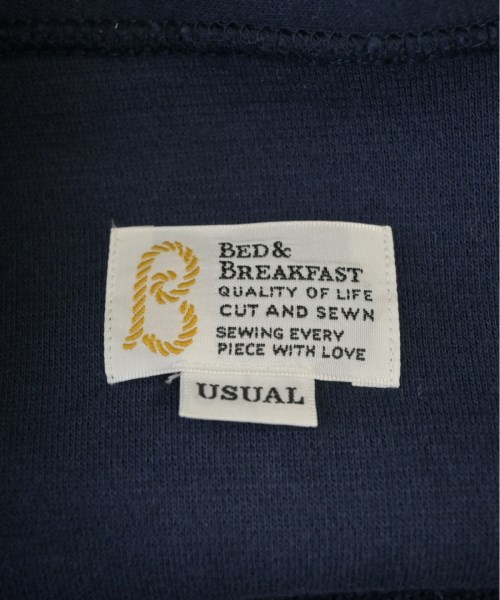 BED &
BREAKFAST
QUALITY OF LIFE
CUT AND SEWN
SEWING EVERY
PIECE WITH LOVE
USUAL